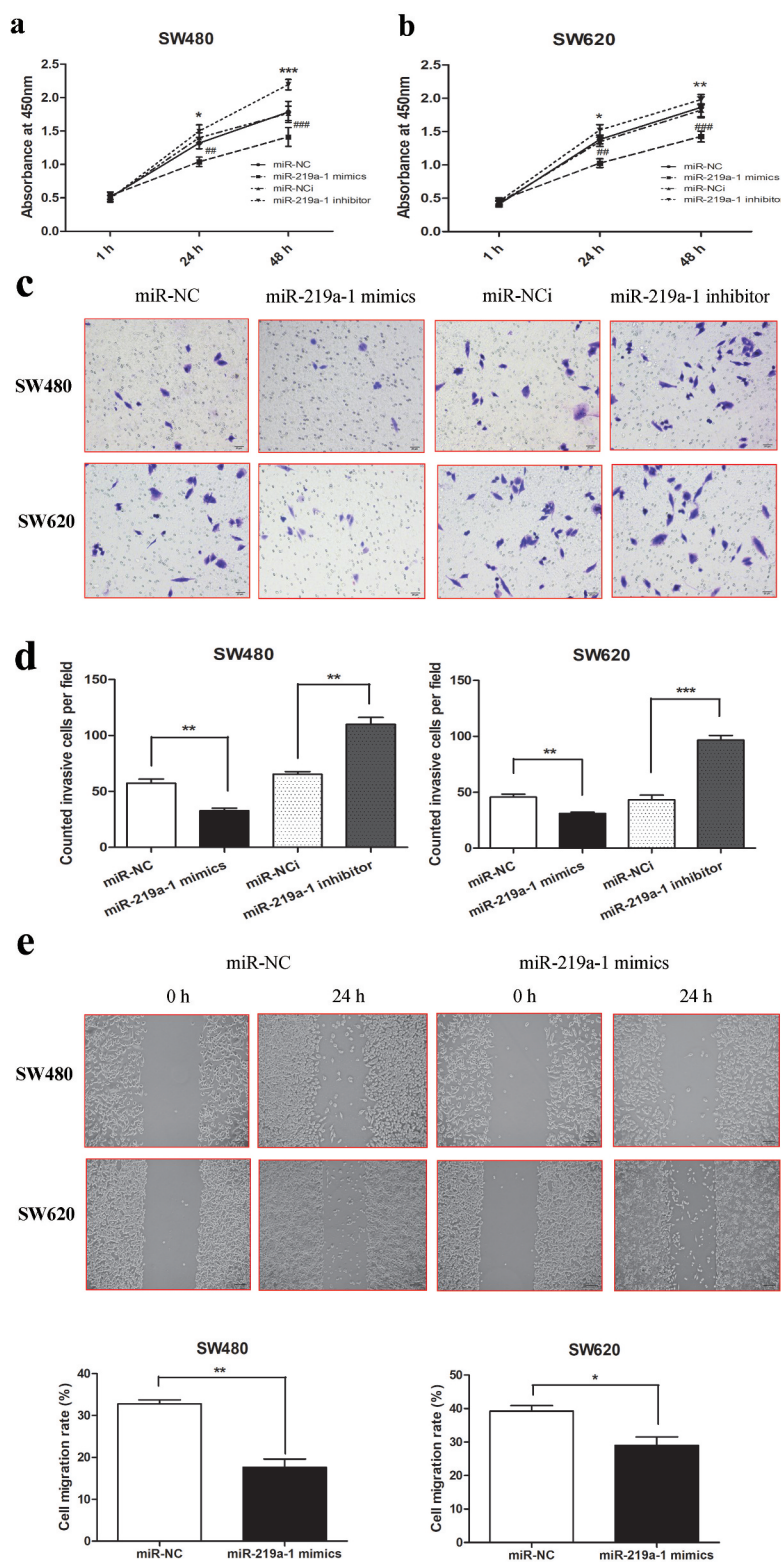 a
SW480
Absorbance at 450nm
2.5
2.0
1.5
1.0
0.5
0.0
*
##
***
###
miR-NC
miR-219a-1 mimics
miR-NCi
miR-219a-1 inhibitor
1 h
24 h
48 h
b
SW620
Absorbance at 450nm
2.5
2.0
1.5
1.0
0.5
0.0
*
##
**
###
miR-NC
miR-219a-1 mimics
miR-NCi
miR-219a-1 inhibitor
1 h
24 h
48 h
c
miR-NC miR-219a-1 mimics miR-NCi miR-219a-1 inhibitor
SW480
SW620
d
SW480
Counted invasive cells per field
150
100
50
0
**
**
miR-NC
miR-219a-1 mimics
miR-NCi
miR-219a-1 inhibitor
SW620
Counted invasive cells per field
150
100
50
0
**
***
miR-NC
miR-219a-1 mimics
miR-NCi
miR-219a-1 inhibitor
e
miR-NC miR-219a-1 mimics
0 h 24 h 0 h 24 h
SW480
SW620
SW480
Cell migration rate (%)
40
30
20
10
0
**
miR-NC miR-219a-1 mimics
SW620
Cell migration rate (%)
50
40
30
20
10
0
*
miR-NC miR-219a-1 mimics